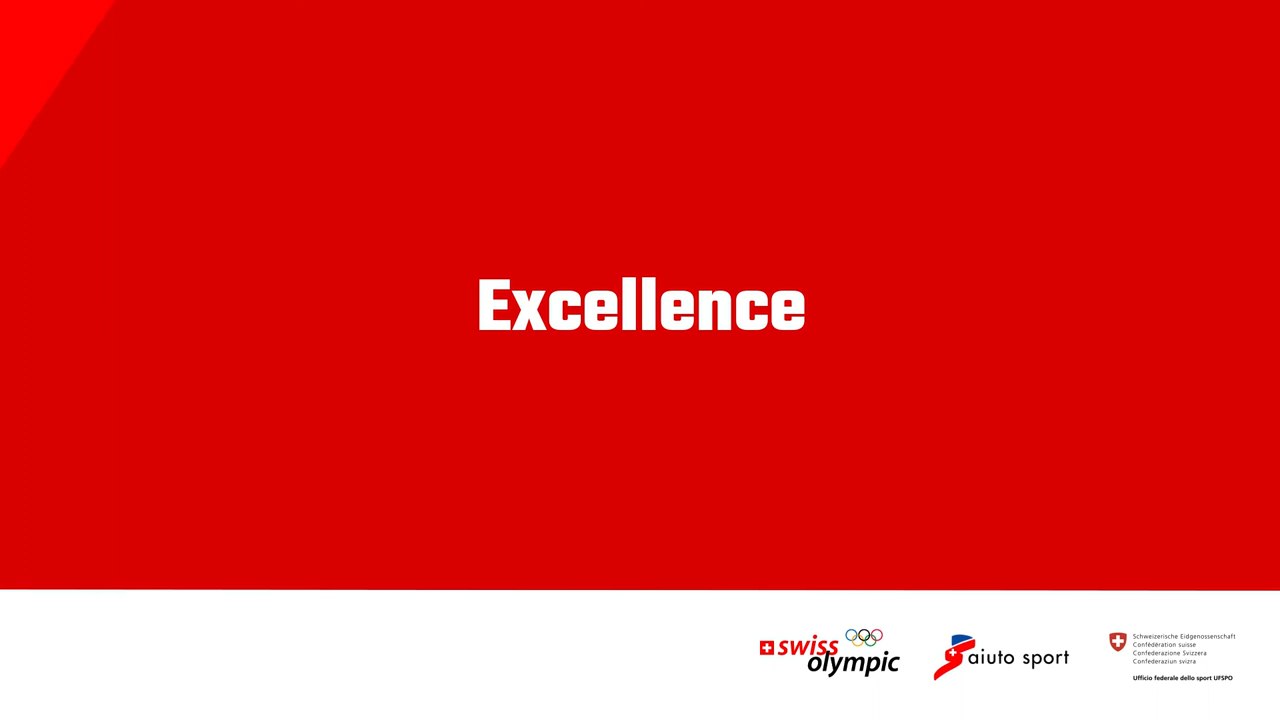 Excellence
swiss
olympic
aiuto sport
Schweizerische Eidgenossenschaft
Confédération suisse
Confederazione Svizzera
Confederaziun svizra
Ufficio federale dello sport UFSPO